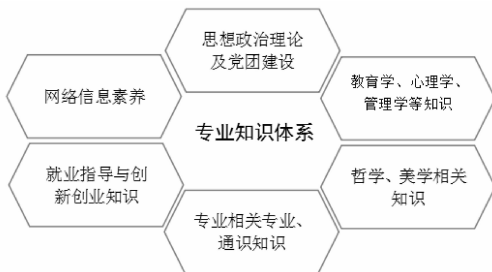 思想政治理论
及党团建设
网络信息素养
教育学、心理学、
管理学等知识
专业知识体系
就业指导与创
新创业知识
哲学、美学相关
知识
专业相关专业、
通识知识